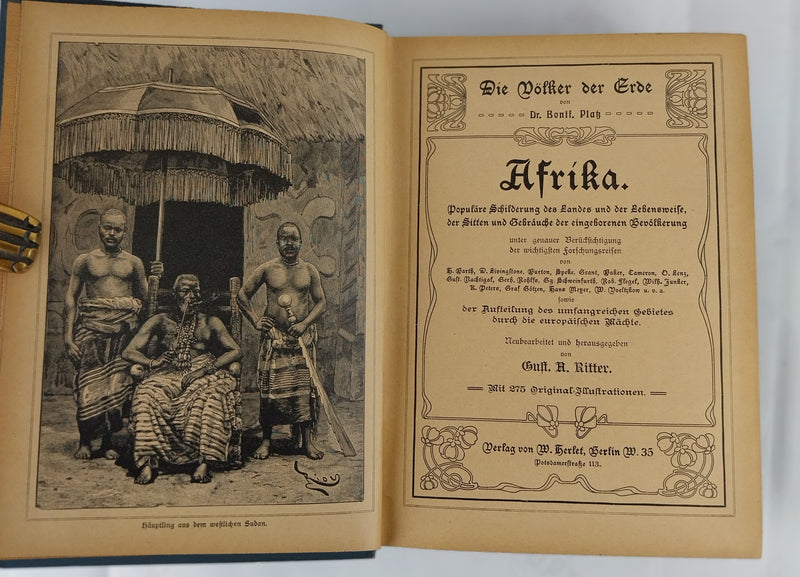 Riou
Häuptling aus dem westlichen Sudan.
Die Völker der Erde
von
Dr. Bonif. Platz
Afrika.
Populäre Schilderung des Landes und der Lebensweise,
der Sitten und Gebräuche der eingeborenen Bevölkerung
unter genauer Berücksichtigung
der wichtigsten Forschungsreisen
von
H. Barth, D. Livingstone, Burton, Speke, Grant, Baker, Cameron, O. Lenz,
Gust. Nachtigal, Gerh. Rohlfs, Gg. Schweinfurth, Rob. Flegel, Wilh. Junker,
K. Peters, Graf Götzen, Hans Meyer, W. Voeltzkow u. v. a.
sowie
der Aufteilung des umfangreichen Gebietes
durch die europäischen Mächte.
Neubearbeitet und herausgegeben
von
Gust. A. Ritter.
Mit 275 Original-Illustrationen.
Verlag von W. Herlet, Berlin W. 35
Potsdamerstraße 113.